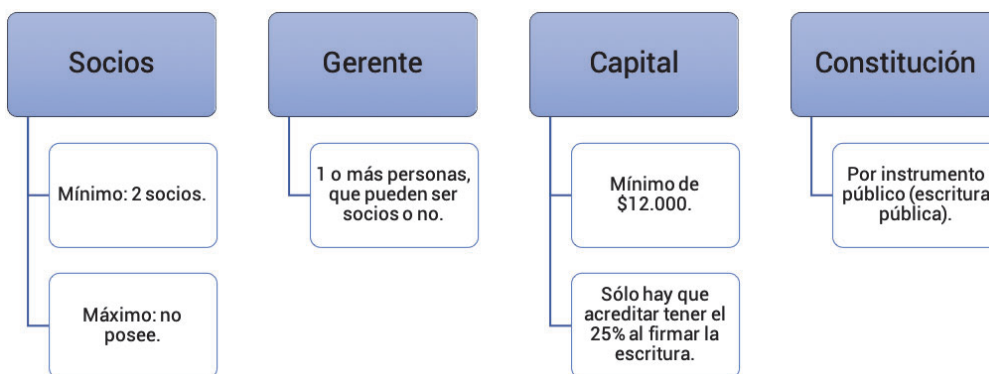 Socios
Mínimo: 2 socios.
Máximo: no
posee.
Gerente
1 o más personas,
que pueden ser
socios o no.
Capital
Mínimo de
$12.000.
Sólo hay que
acreditar tener el
25% al firmar la
escritura.
Constitución
Por instrumento
público (escritura
pública).